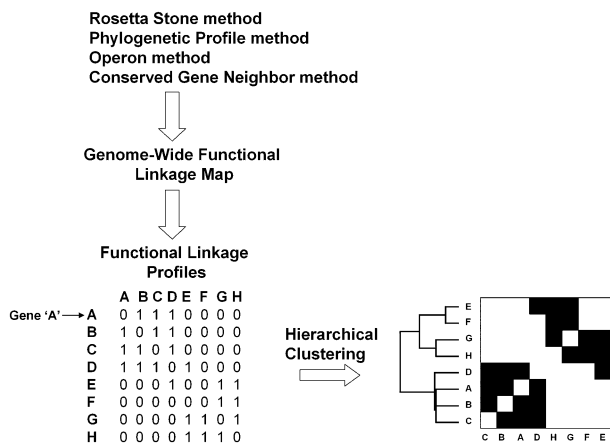 Rosetta Stone method
Phylogenetic Profile method
Operon method
Conserved Gene Neighbor method
Genome-Wide Functional
Linkage Map
Functional Linkage
Profiles
A B C D E F G H
Gene 'A'
A 0 1 1 1 0 0 0 0
B 1 0 1 1 0 0 0 0
C 1 1 0 1 0 0 0 0
D 1 1 1 0 1 0 0 0
E 0 0 0 1 0 0 1 1
F 0 0 0 0 0 0 1 1
G 0 0 0 0 1 1 0 1
H 0 0 0 0 1 1 1 0
Hierarchical
Clustering
E
F
G
H
D
A
B
C
C B A D H G F E